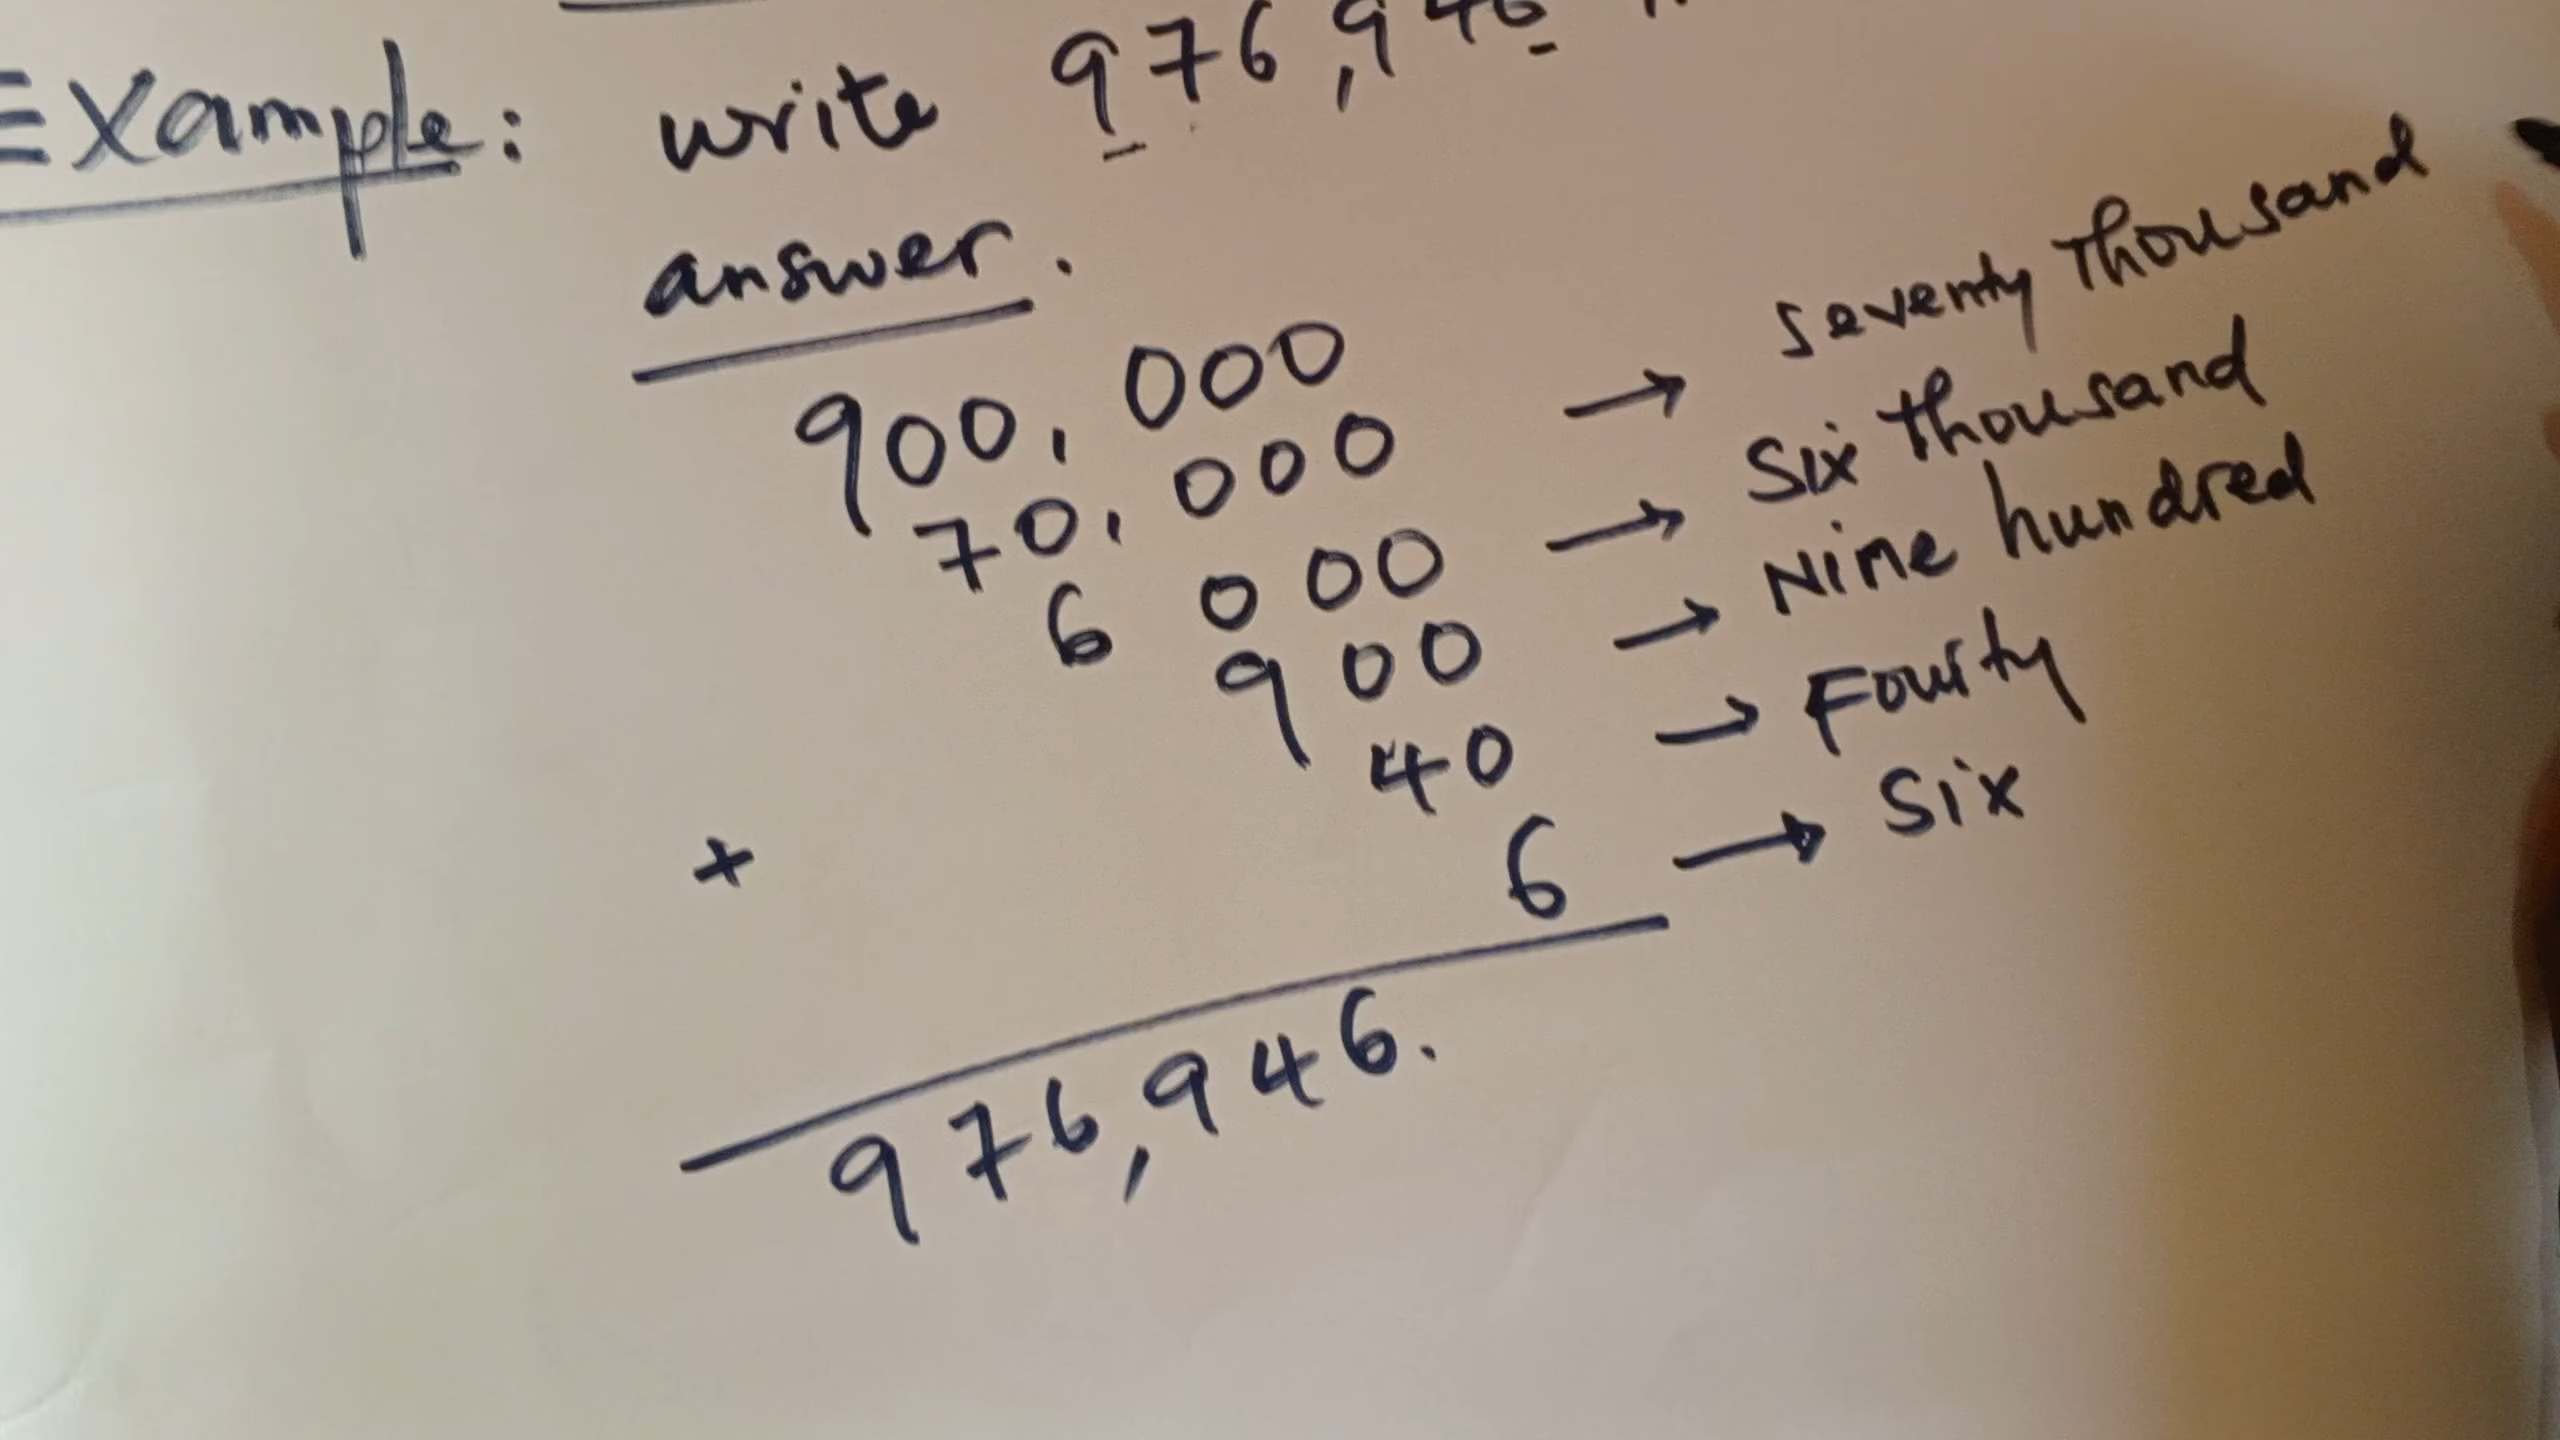 Example: write 976,946
answer.
900,000
70,000 → seventy thousand
6 000 → Six thousand
900 → Nine hundred
40 → Fourty
+ 6 → Six
976,946.